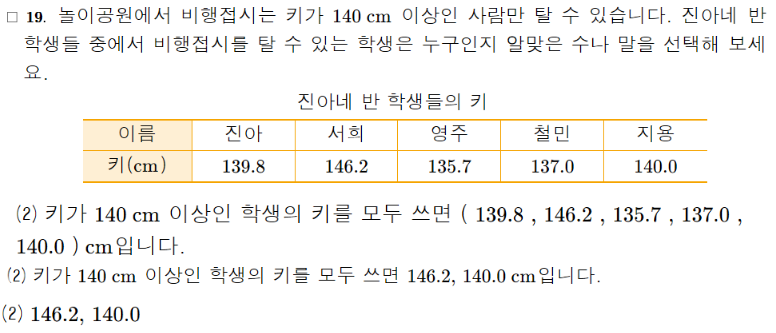 □ 19. 놀이공원에서 비행접시는 키가 140 cm 이상인 사람만 탈 수 있습니다. 진아네 반
학생들 중에서 비행접시를 탈 수 있는 학생은 누구인지 알맞은 수나 말을 선택해 보세
요.
진아네 반 학생들의 키
이름 진아 서희 영주 철민 지용
키(cm) 139.8 146.2 135.7 137.0 140.0
(2) 키가 140 cm 이상인 학생의 키를 모두 쓰면 ( 139.8 , 146.2 , 135.7 , 137.0 ,
140.0 ) cm입니다.
(2) 키가 140 cm 이상인 학생의 키를 모두 쓰면 146.2, 140.0 cm입니다.
(2) 146.2, 140.0